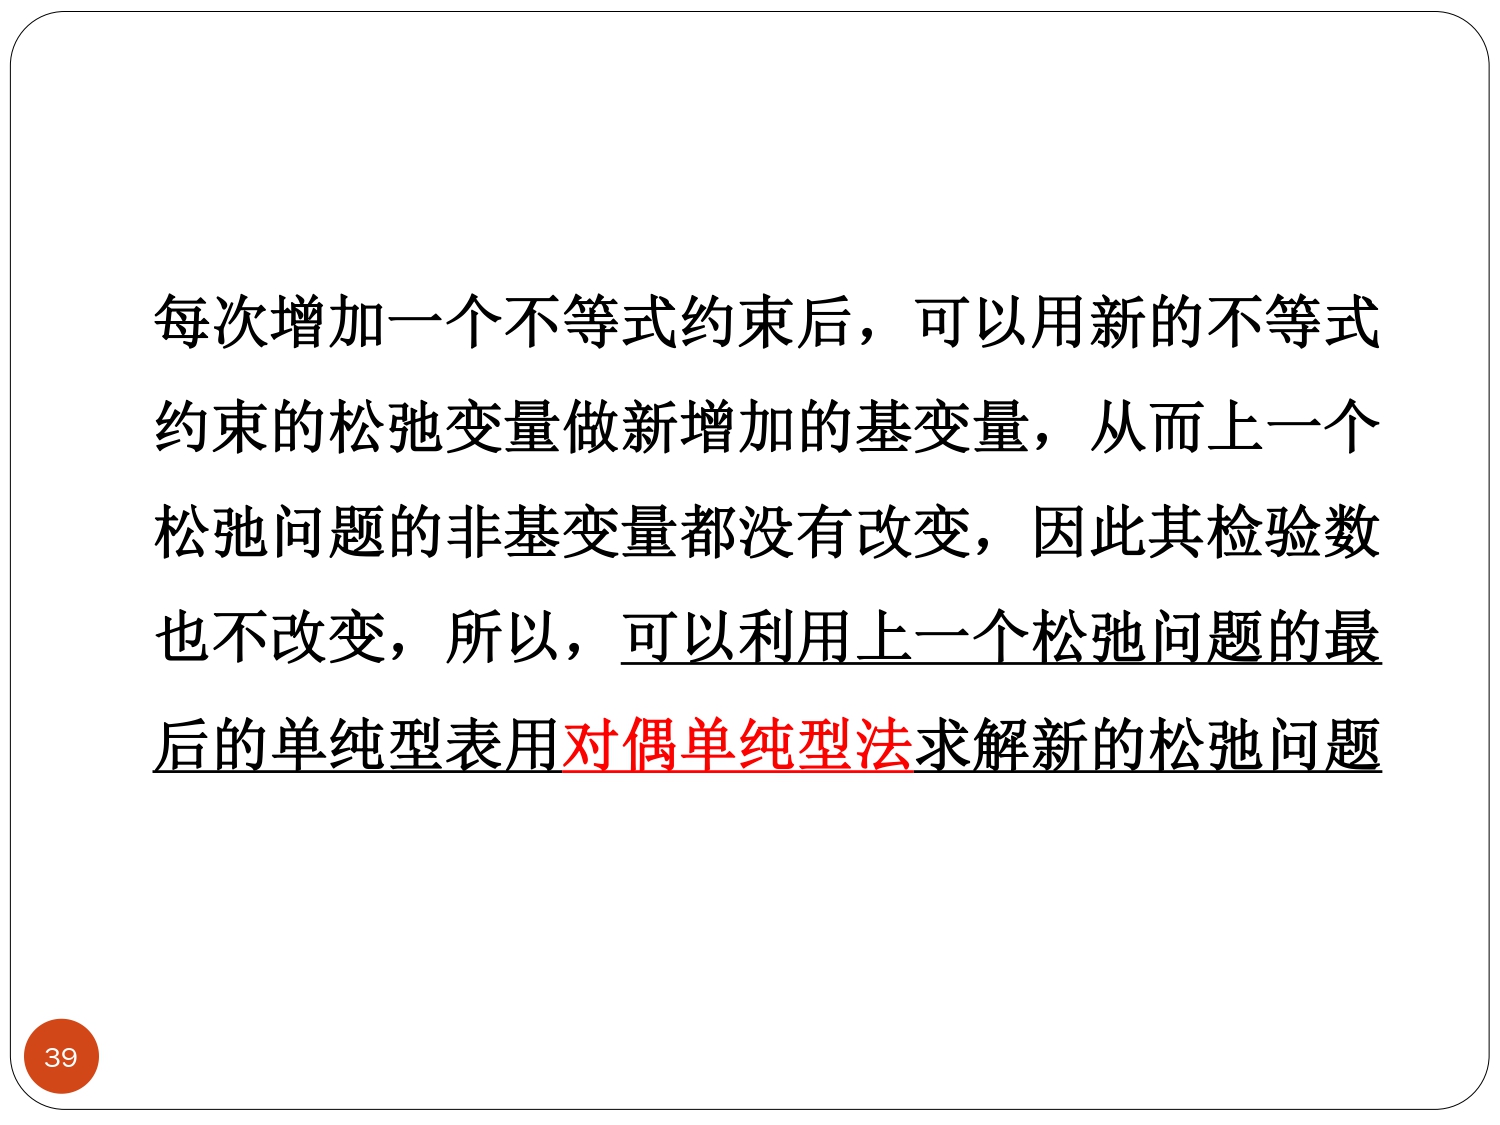 每次增加一个不等式约束后，可以用新的不等式
约束的松弛变量做新增加的基变量，从而上一个
松弛问题的非基变量都没有改变，因此其检验数
也不改变，所以，可以利用上一个松弛问题的最
后的单纯型表用对偶单纯型法求解新的松弛问题
39